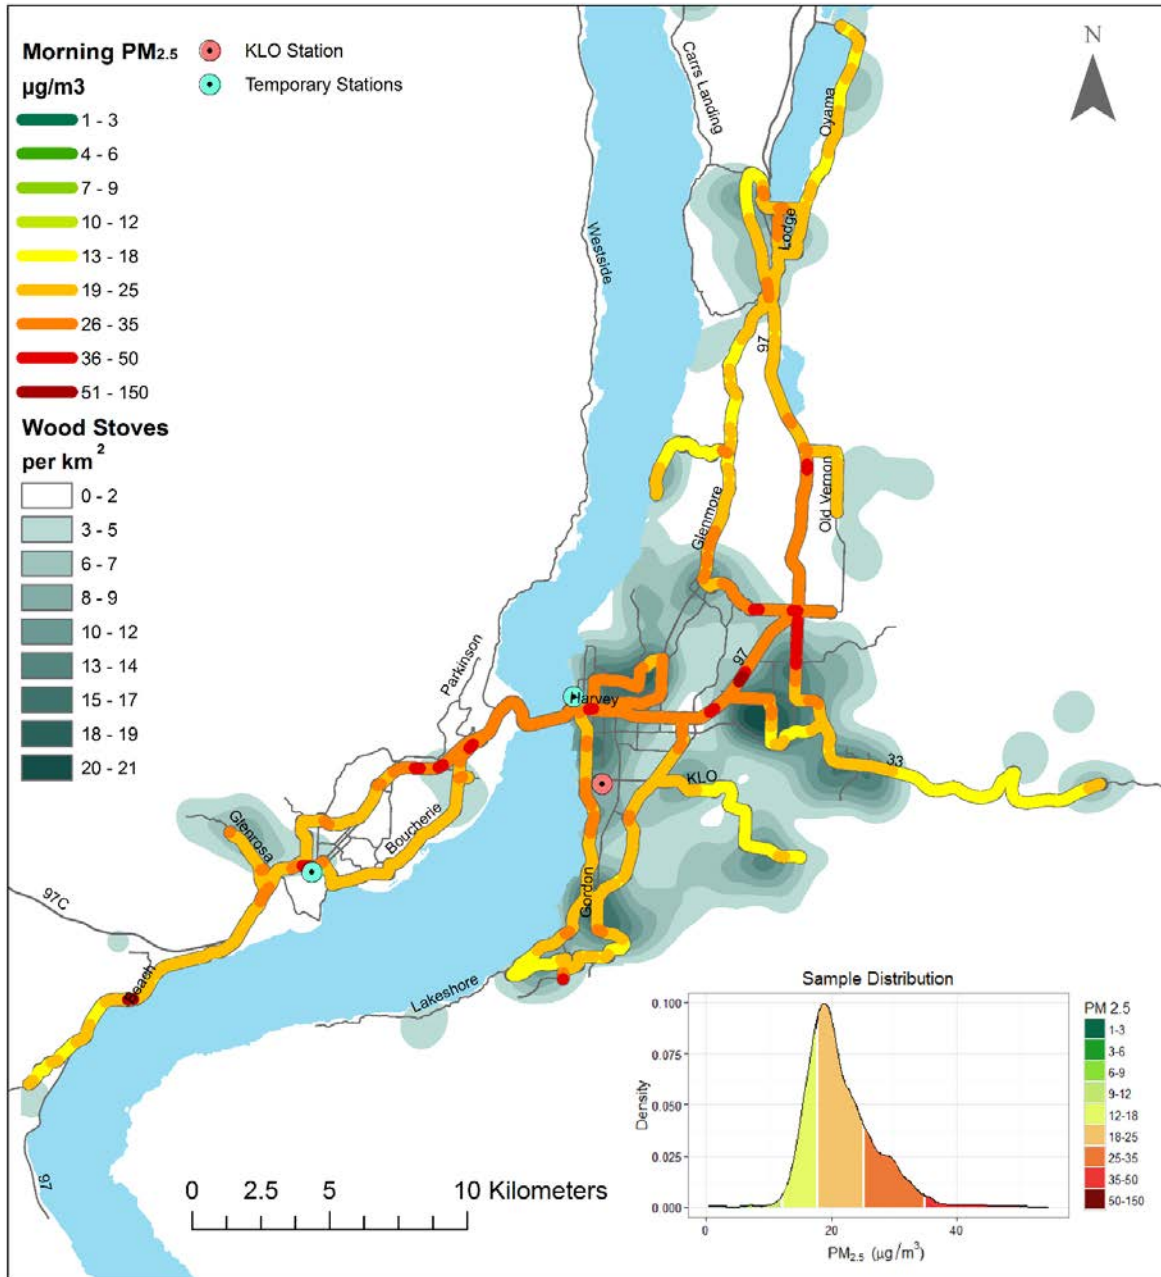 Morning PM2.5
µg/m3
1 - 3
4 - 6
7 - 9
10 - 12
13 - 18
19 - 25
26 - 35
36 - 50
51 - 150
Wood Stoves
per km 2
0 - 2
3 - 5
6 - 7
8 - 9
10 - 12
13 - 14
15 - 17
18 - 19
20 - 21
KLO Station
Temporary Stations
N
Carrs Landing
Oyama
Westside
Lodge
97
Old Vernon
Glenmore
Parkinson
97
Harvey
33
KLO
Glenrosa
Boucherie
Gordon
97C
Beach
Lakeshore
97
0 2.5 5 10 Kilometers
Sample Distribution
0.100
0.075
0.050
0.025
0.000
Density
0 20 40
PM2.5 (µg/m3)
PM 2.5
1-3
3-6
6-9
9-12
12-18
18-25
25-35
35-50
50-150